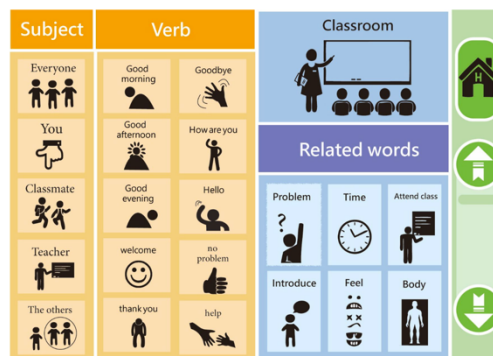 Subject
Verb
Classroom
Everyone
Good
morning
Goodbye
H
You
Good
afternoon
How are you
Related words
Classmate
Good
evening
Hello
Problem
Time
Attend class
?
Teacher
welcome
no
problem
Introduce
Feel
Body
The others
thank you
help